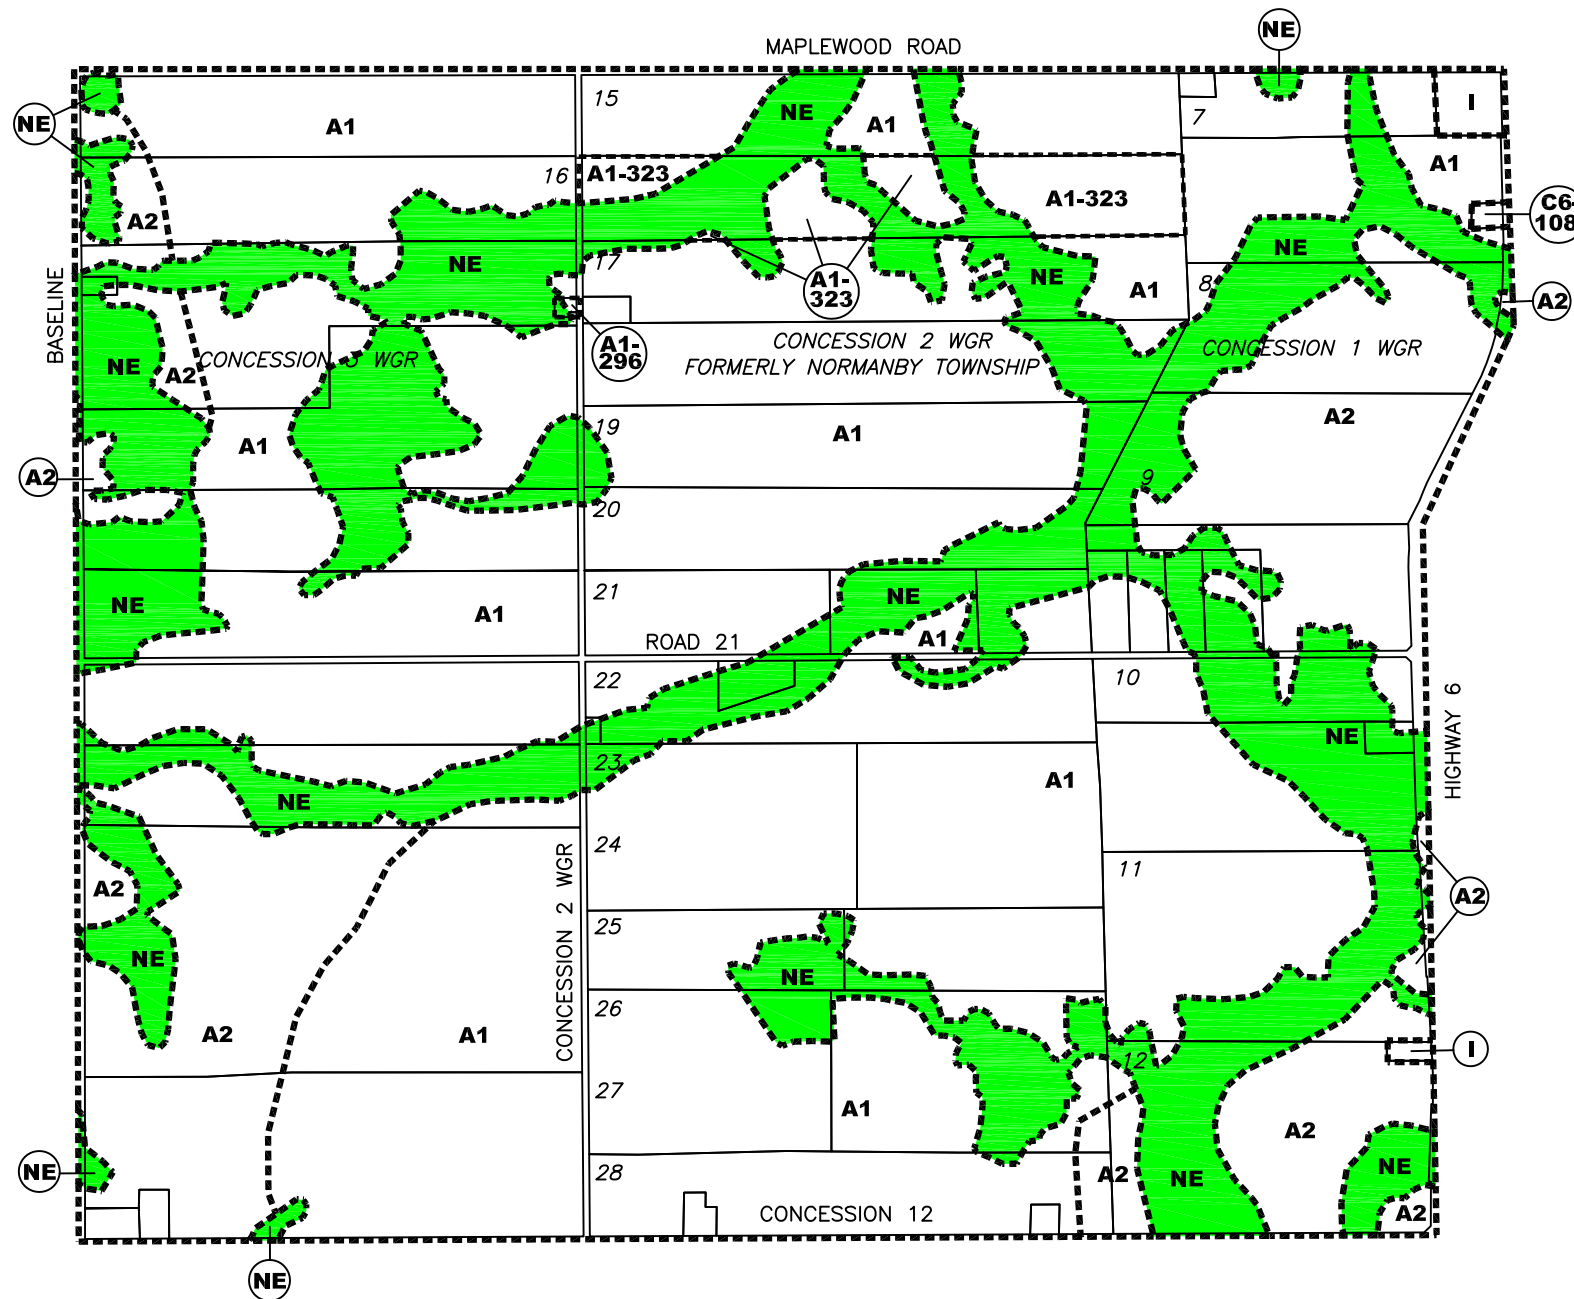 NE
MAPLEWOOD ROAD
NE
15
NE
A1
I
A1
7
NE
16
A1-323
A1
A2
A1-323
C6-
108
NE
17
NE
NE
8
A1-
323
A1
A2
BASELINE
A1-
296
CONCESSION 2 WGR
FORMERLY NORMANBY TOWNSHIP
CONCESSION 1 WGR
CONCESSION 3 WGR
NE
A2
A1
19
A1
A2
A2
9
20
NE
21
NE
A1
ROAD 21
A1
22
10
HIGHWAY 6
NE
23
NE
A1
CONCESSION 2 WGR
24
11
A2
A2
25
NE
NE
26
A2
A1
I
12
27
A1
A2
NE
28
A2
NE
NE
CONCESSION 12
A2
NE